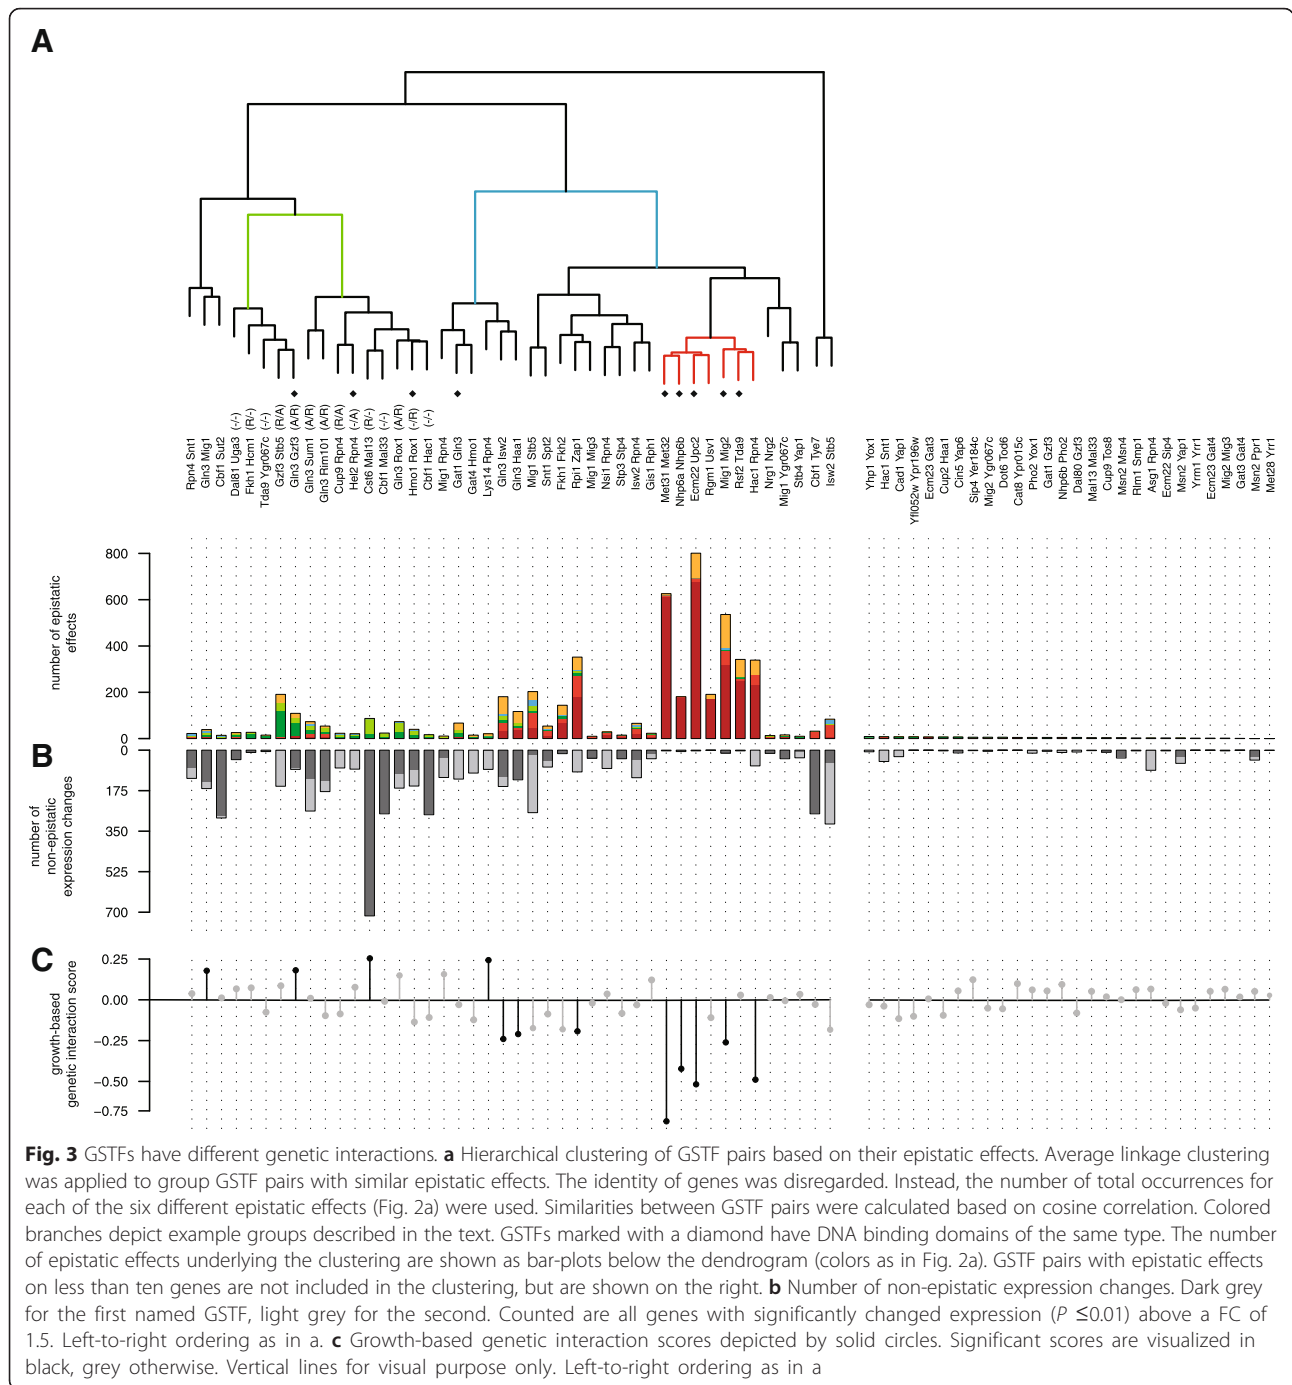 A
Rpn4 Snt1
Gln3 Mig1
Cbf1 Sut2
Dal81 Uga3 (-/-)
Fkh1 Hcm1 (R/-)
Tda9 Ygr067c (-/-)
Gzf3 Stb5 (R/A)
Gln3 Gzf3 (A/R)
Gln3 Sum1 (A/R)
Gln3 Rim101 (A/R)
Cup9 Rpn4 (R/A)
Hel2 Rpn4 (-/A)
Cst6 Mal13 (R/-)
Cbf1 Mal33 (-/-)
Gln3 Rox1 (A/R)
Hmo1 Rox1 (-/R)
Cbf1 Hac1 (-/-)
Mig1 Rpn4
Gat1 Gln3
Gat4 Hmo1
Lys14 Rpn4
Gln3 Isw2
Gln3 Haa1
Mig1 Stb5
Snt1 Spt2
Fkh1 Fkh2
Rpi1 Zap1
Mig1 Mig3
Nsi1 Rpn4
Stp3 Stp4
Isw2 Rpn4
Gis1 Rph1
Met31 Met32
Nhp6a Nhp6b
Ecm22 Upc2
Rgm1 Usv1
Mig1 Mig2
Rsf2 Tda9
Hac1 Rpn4
Nrg1 Nrg2
Mig1 Ygr067c
Stb4 Yap1
Cbf1 Tye7
Isw2 Stb5
Yhp1 Yox1
Hac1 Snt1
Cad1 Yap1
Yfl052w Ypr196w
Ecm23 Gat3
Cup2 Haa1
Cin5 Yap6
Sip4 Yer184c
Mig2 Ygr067c
Dot6 Tod6
Cat8 Ypr015c
Pho2 Yox1
Gat1 Gzf3
Nhp6b Pho2
Dal80 Gzf3
Mal13 Mal33
Cup9 Tos8
Msn2 Msn4
Rlm1 Smp1
Asg1 Rpn4
Ecm22 Sip4
Msn2 Yap1
Yrm1 Yrr1
Ecm23 Gat4
Mig2 Mig3
Gat3 Gat4
Msn2 Ppr1
Met28 Yrr1
number of epistatic
effects
800
600
400
200
0
B
number of
non-epistatic
expression changes
0
175
350
525
700
C
growth-based
genetic interaction score
0.25
0.00
−0.25
−0.50
−0.75
Fig. 3 GSTFs have different genetic interactions. a Hierarchical clustering of GSTF pairs based on their epistatic effects. Average linkage clustering
was applied to group GSTF pairs with similar epistatic effects. The identity of genes was disregarded. Instead, the number of total occurrences for
each of the six different epistatic effects (Fig. 2a) were used. Similarities between GSTF pairs were calculated based on cosine correlation. Colored
branches depict example groups described in the text. GSTFs marked with a diamond have DNA binding domains of the same type. The number
of epistatic effects underlying the clustering are shown as bar-plots below the dendrogram (colors as in Fig. 2a). GSTF pairs with epistatic effects
on less than ten genes are not included in the clustering, but are shown on the right. b Number of non-epistatic expression changes. Dark grey
for the first named GSTF, light grey for the second. Counted are all genes with significantly changed expression (P ≤0.01) above a FC of
1.5. Left-to-right ordering as in a. c Growth-based genetic interaction scores depicted by solid circles. Significant scores are visualized in
black, grey otherwise. Vertical lines for visual purpose only. Left-to-right ordering as in a